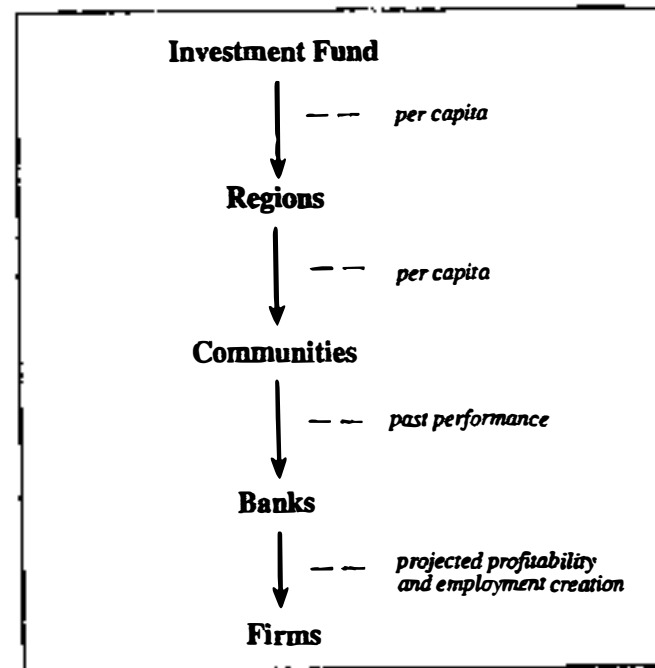 Investment Fund
per capita
Regions
per capita
Communities
past performance
Banks
projected profitability
and employment creation
Firms